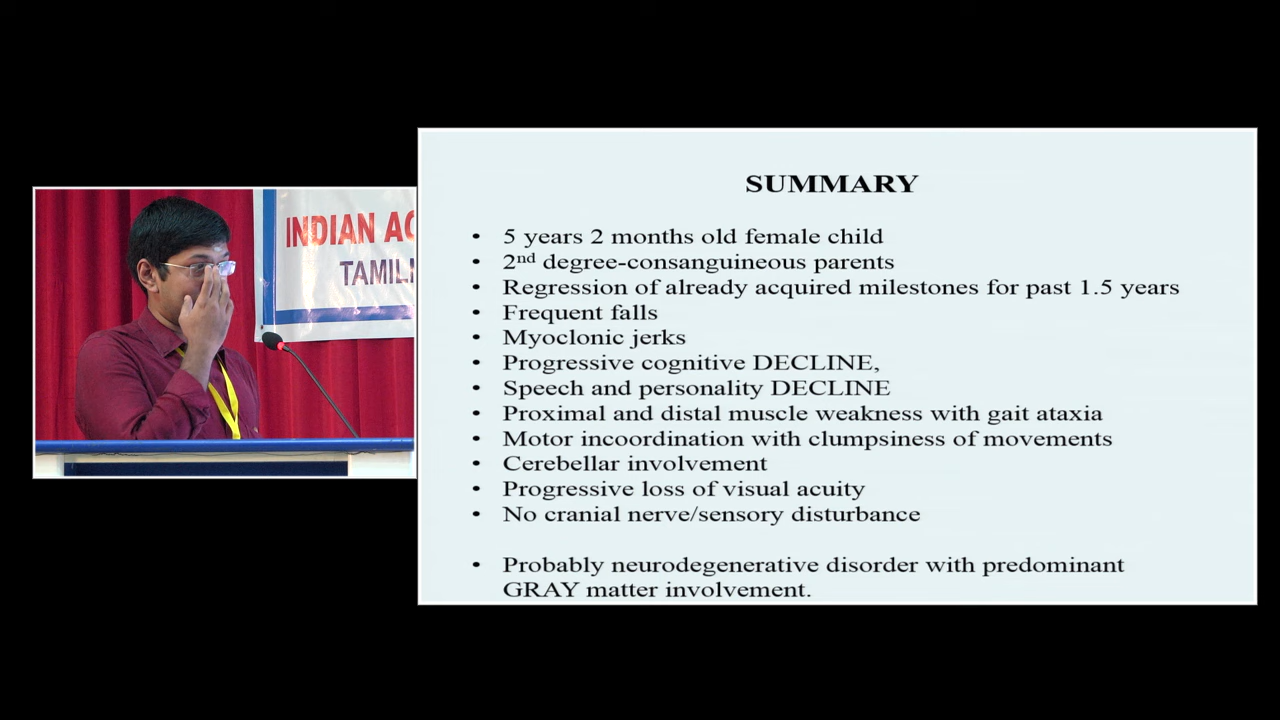 INDIAN
TAMIL
SUMMARY
• 5 years 2 months old female child
• 2nd degree-consanguineous parents
• Regression of already acquired milestones for past 1.5 years
• Frequent falls
• Myoclonic jerks
• Progressive cognitive DECLINE,
• Speech and personality DECLINE
• Proximal and distal muscle weakness with gait ataxia
• Motor incoordination with clumpsiness of movements
• Cerebellar involvement
• Progressive loss of visual acuity
• No cranial nerve/sensory disturbance
• Probably neurodegenerative disorder with predominant
GRAY matter involvement.